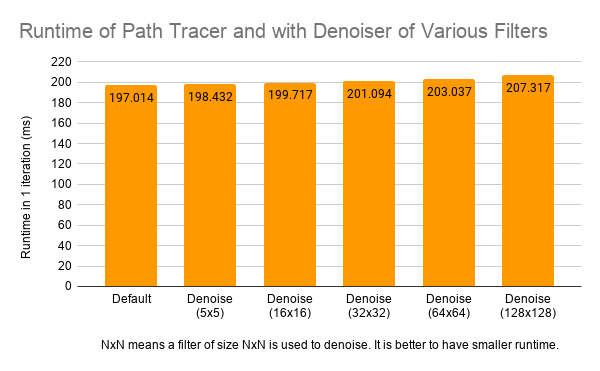 Runtime of Path Tracer and with Denoiser of Various Filters
Runtime in 1 iteration (ms)
220
200
180
160
140
120
100
80
60
40
20
0
197.014
198.432
199.717
201.094
203.037
207.317
Default
Denoise
(5x5)
Denoise
(16x16)
Denoise
(32x32)
Denoise
(64x64)
Denoise
(128x128)
NxN means a filter of size NxN is used to denoise. It is better to have smaller runtime.